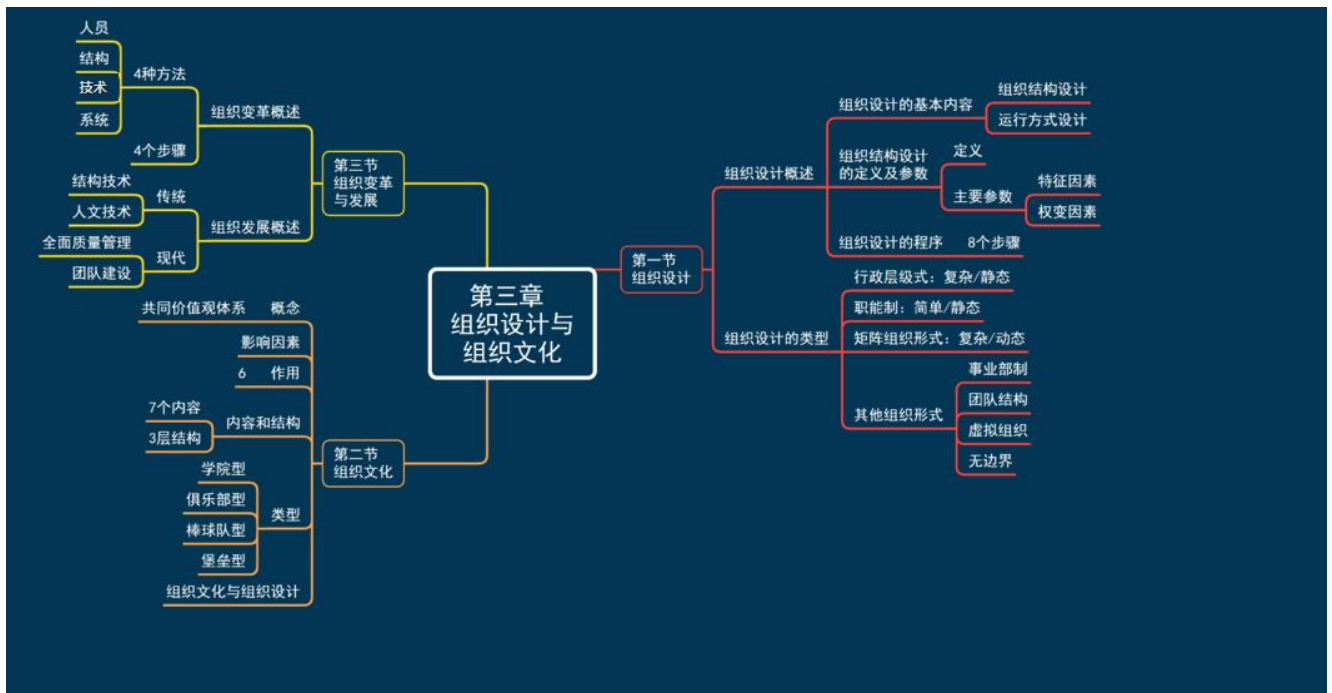 第三章
组织设计与
组织文化
第一节
组织设计
组织设计概述
组织设计的基本内容
组织结构设计
运行方式设计
组织结构设计
的定义及参数
定义
主要参数
特征因素
权变因素
组织设计的程序 8个步骤
组织设计的类型
行政层级式：复杂/静态
职能制：简单/静态
矩阵组织形式：复杂/动态
其他组织形式
事业部制
团队结构
虚拟组织
无边界
第二节
组织文化
共同价值观体系 概念
影响因素
6 作用
内容和结构
7个内容
3层结构
类型
学院型
俱乐部型
棒球队型
堡垒型
组织文化与组织设计
第三节
组织变革
与发展
组织变革概述
4种方法
人员
结构
技术
系统
4个步骤
组织发展概述
传统
结构技术
人文技术
现代
全面质量管理
团队建设